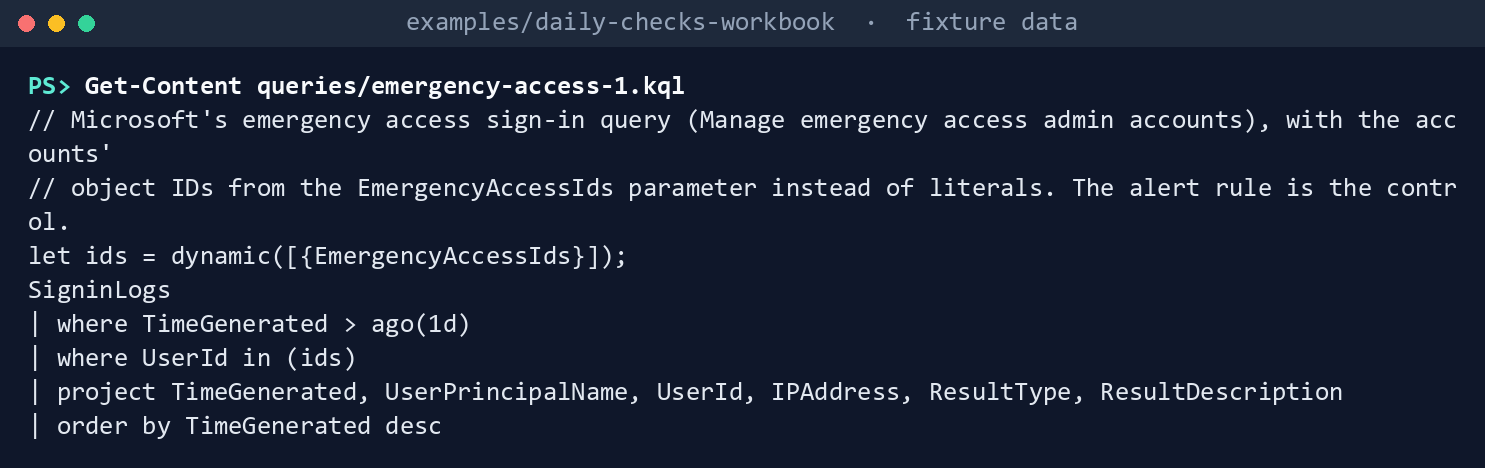 examples/daily-checks-workbook · fixture data
PS> Get-Content queries/emergency-access-1.kql
// Microsoft's emergency access sign-in query (Manage emergency access admin accounts), with the acc
ounts'
// object IDs from the EmergencyAccessIds parameter instead of literals. The alert rule is the contr
ol.
let ids = dynamic([{EmergencyAccessIds}]);
SigninLogs
| where TimeGenerated > ago(1d)
| where UserId in (ids)
| project TimeGenerated, UserPrincipalName, UserId, IPAddress, ResultType, ResultDescription
| order by TimeGenerated desc